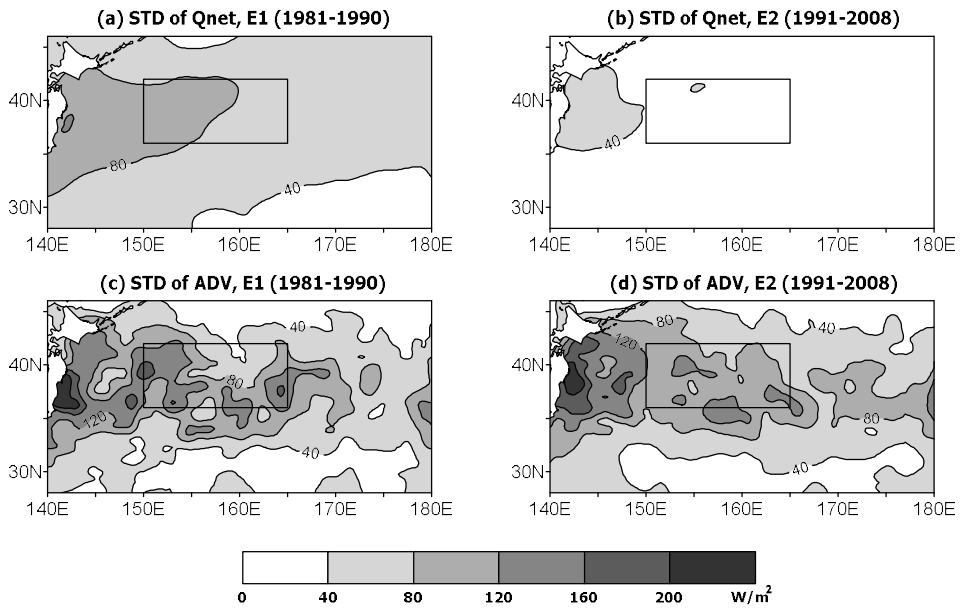 (a) STD of Qnet, E1 (1981-1990)
(b) STD of Qnet, E2 (1991-2008)
40N
30N
80
40
140E 150E 160E 170E 180E
40N
30N
40
140E 150E 160E 170E 180E
(c) STD of ADV, E1 (1981-1990)
(d) STD of ADV, E2 (1991-2008)
40N
30N
40
80
120
40
140E 150E 160E 170E 180E
40N
30N
80
40
120
80
40
140E 150E 160E 170E 180E
0 40 80 120 160 200 W/m²